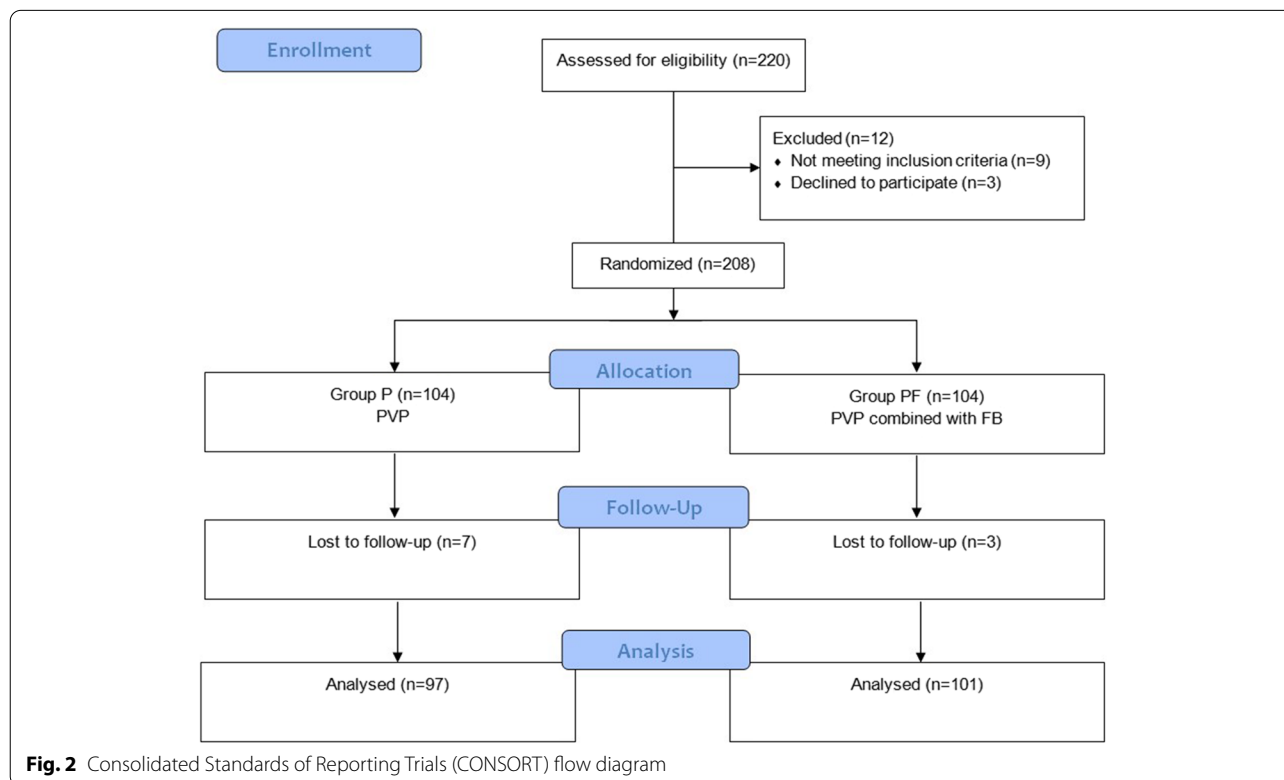 Enrollment
Assessed for eligibility (n=220)
Excluded (n=12)
♦ Not meeting inclusion criteria (n=9)
♦ Declined to participate (n=3)
Randomized (n=208)
Allocation
Group P (n=104)
PVP
Group PF (n=104)
PVP combined with FB
Follow-Up
Lost to follow-up (n=7)
Lost to follow-up (n=3)
Analysis
Analysed (n=97)
Analysed (n=101)
Fig. 2 Consolidated Standards of Reporting Trials (CONSORT) flow diagram